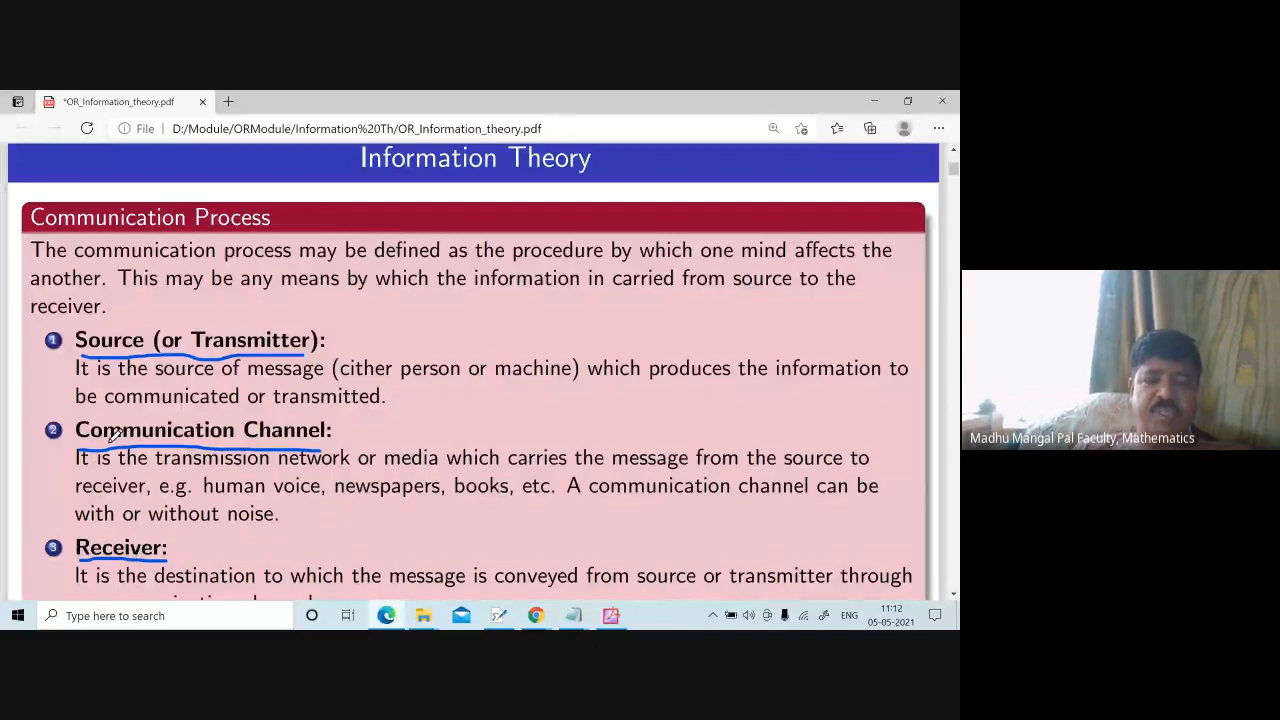 *OR_Information_theory.pdf
File | D:/Module/ORModule/Information%20Th/OR_Information_theory.pdf
Information Theory
Communication Process
The communication process may be defined as the procedure by which one mind affects the
another. This may be any means by which the information in carried from source to the
receiver.
1 Source (or Transmitter):
It is the source of message (cither person or machine) which produces the information to
be communicated or transmitted.
2 Communication Channel:
It is the transmission network or media which carries the message from the source to
receiver, e.g. human voice, newspapers, books, etc. A communication channel can be
with or without noise.
3 Receiver:
It is the destination to which the message is conveyed from source or transmitter through
Madhu Mangal Pal Faculty, Mathematics
Type here to search
ENG
11:12
05-05-2021